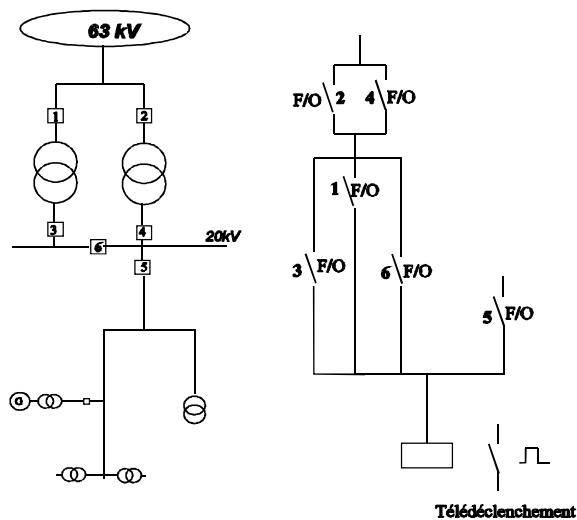 63 kV
1
2
3
4
6
20kV
5
G
F/O 2
4 F/O
1 F/O
3 F/O
6 F/O
5 F/O
Télédéclenchement